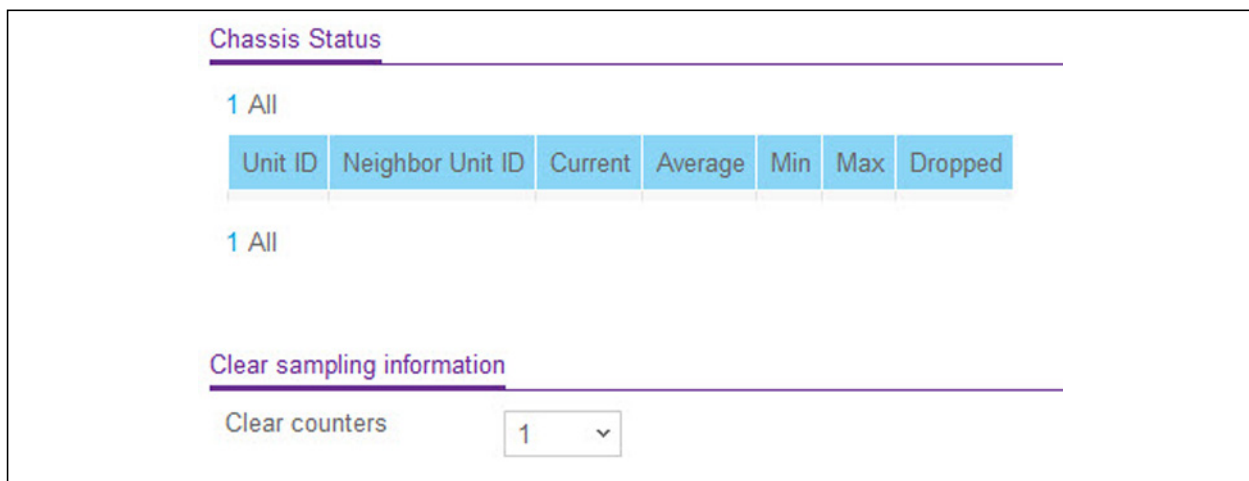 Chassis Status
1 All
Unit ID Neighbor Unit ID Current Average Min Max Dropped
1 All
Clear sampling information
Clear counters 1